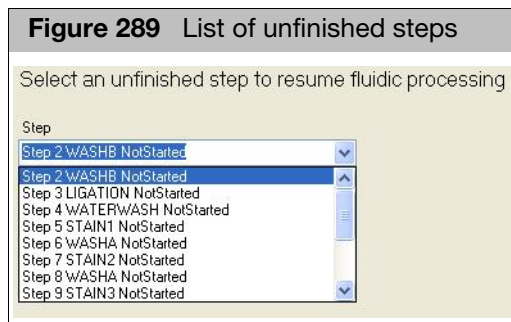 Figure 289 List of unfinished steps
Select an unfinished step to resume fluidic processing
Step
Step 2 WASHB NotStarted
Step 2 WASHB NotStarted
Step 3 LIGATION NotStarted
Step 4 WATERWASH NotStarted
Step 5 STAIN1 NotStarted
Step 6 WASHA NotStarted
Step 7 STAIN2 NotStarted
Step 8 WASHA NotStarted
Step 9 STAIN3 NotStarted